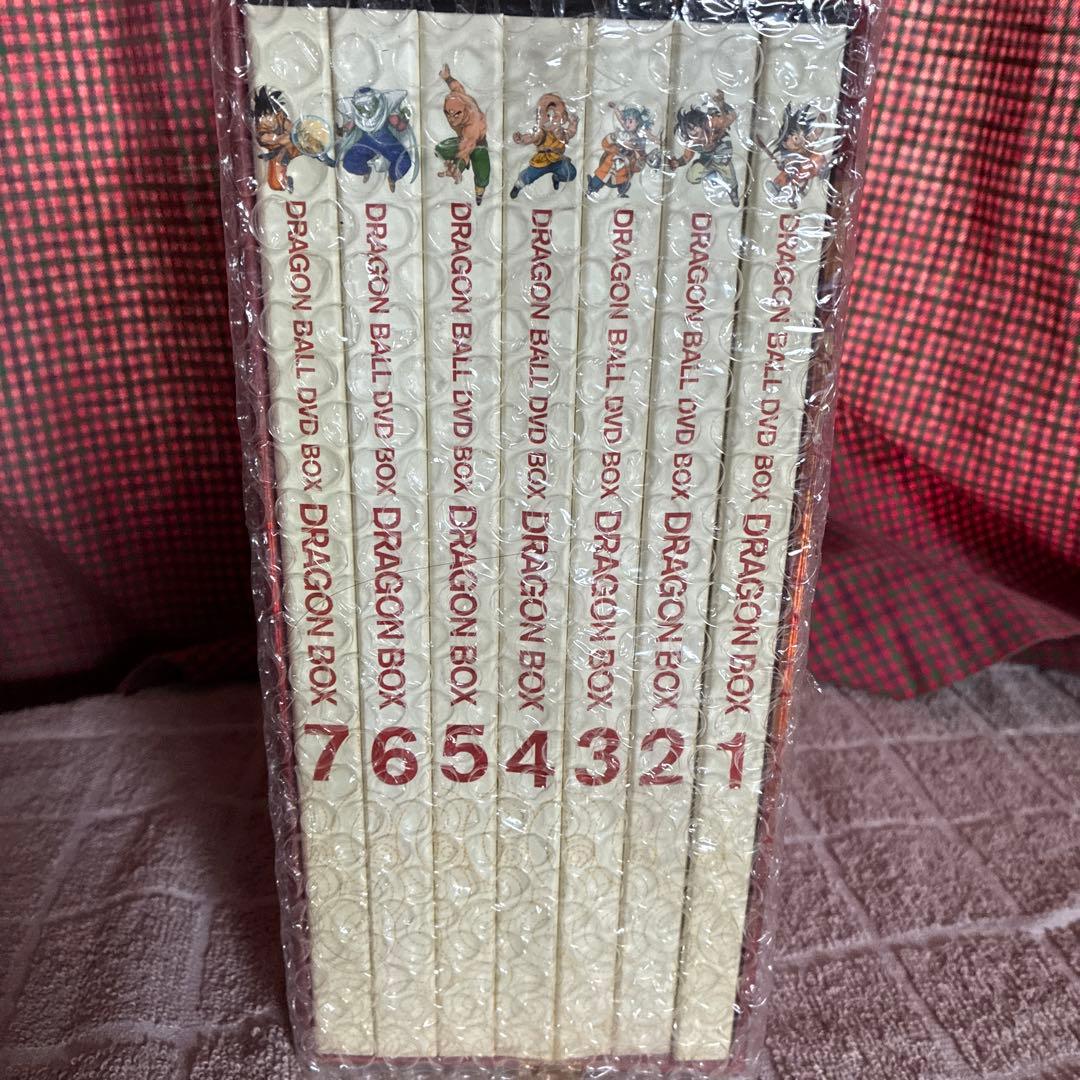 DRAGON BALL DVD BOX DRAGON BOX 7
DRAGON BALL DVD BOX DRAGON BOX 6
DRAGON BALL DVD BOX DRAGON BOX 5
DRAGON BALL DVD BOX DRAGON BOX 4
DRAGON BALL DVD BOX DRAGON BOX 3
DRAGON BALL DVD BOX DRAGON BOX 2
DRAGON BALL DVD BOX DRAGON BOX 1